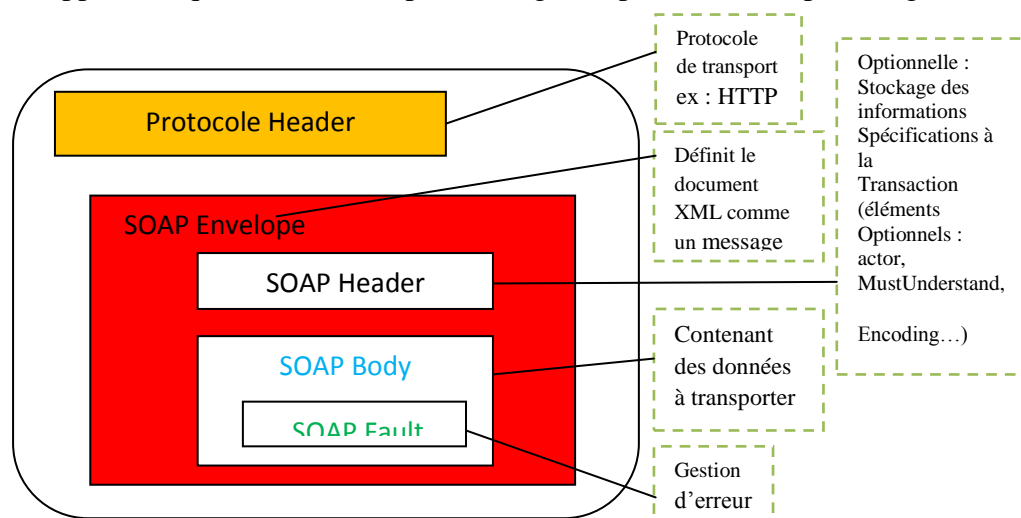 Protocole Header
SOAP Envelope
SOAP Header
SOAP Body
SOAP Fault
Protocole
de transport
ex : HTTP
Définit le
document
XML comme
un message
Optionnelle :
Stockage des
informations
Spécifications à
la
Transaction
(éléments
Optionnels :
actor,
MustUnderstand,
Encoding…)
Contenant
des données
à transporter
Gestion
d’erreur